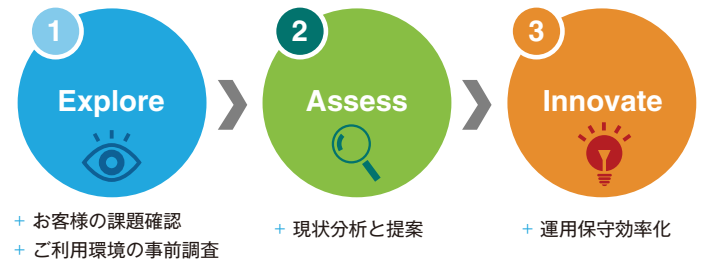 1
Explore
+ お客様の課題確認
+ ご利用環境の事前調査
2
Assess
+ 現状分析と提案
3
Innovate
+ 運用保守効率化